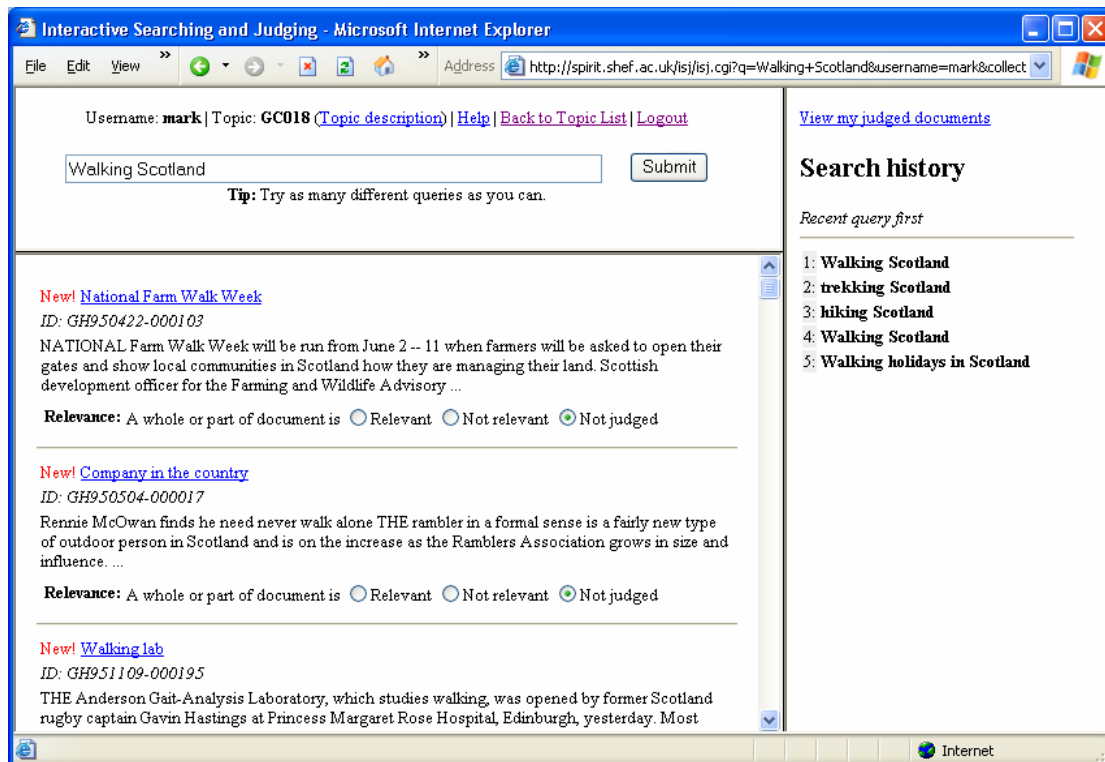 Interactive Searching and Judging - Microsoft Internet Explorer
File Edit View » » Address http://spirit.shef.ac.uk/isj/isj.cgi?q=Walking+Scotland&username=mark&collect
Username: mark | Topic: GC018 (Topic description) | Help | Back to Topic List | Logout
Walking Scotland Submit
Tip: Try as many different queries as you can.
New! National Farm Walk Week
ID: GH950422-000103
NATIONAL Farm Walk Week will be run from June 2 -- 11 when farmers will be asked to open their
gates and show local communities in Scotland how they are managing their land. Scottish
development officer for the Farming and Wildlife Advisory ...
Relevance: A whole or part of document is Relevant Not relevant Not judged
New! Company in the country
ID: GH950504-000017
Rennie McOwan finds he need never walk alone THE rambler in a formal sense is a fairly new type
of outdoor person in Scotland and is on the increase as the Ramblers Association grows in size and
influence. ...
Relevance: A whole or part of document is Relevant Not relevant Not judged
New! Walking lab
ID: GH951109-000195
THE Anderson Gait-Analysis Laboratory, which studies walking, was opened by former Scotland
rugby captain Gavin Hastings at Princess Margaret Rose Hospital, Edinburgh, yesterday. Most
View my judged documents
Search history
Recent query first
1: Walking Scotland
2: trekking Scotland
3: hiking Scotland
4: Walking Scotland
5: Walking holidays in Scotland
Internet